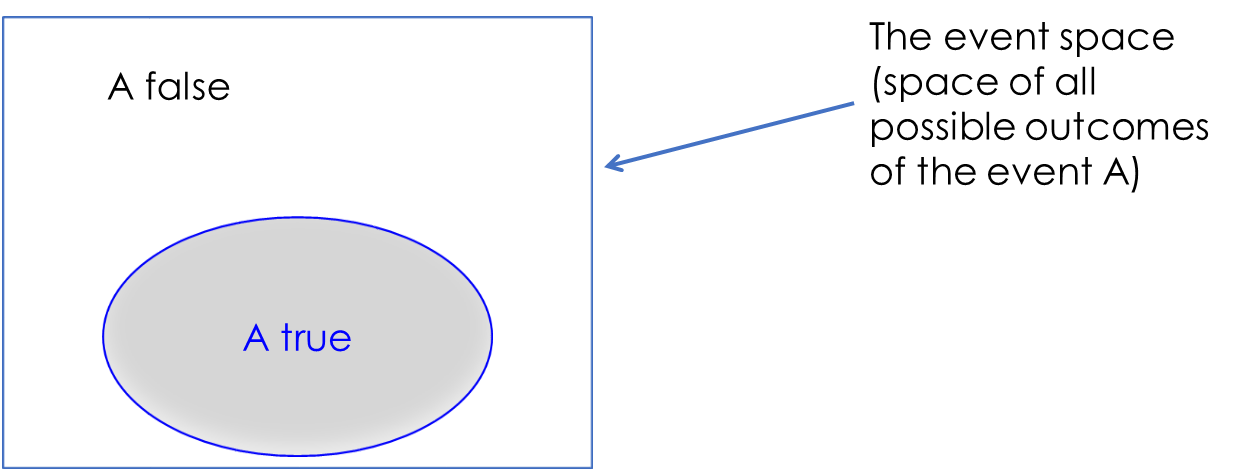 A false
A true
The event space
(space of all
possible outcomes
of the event A)